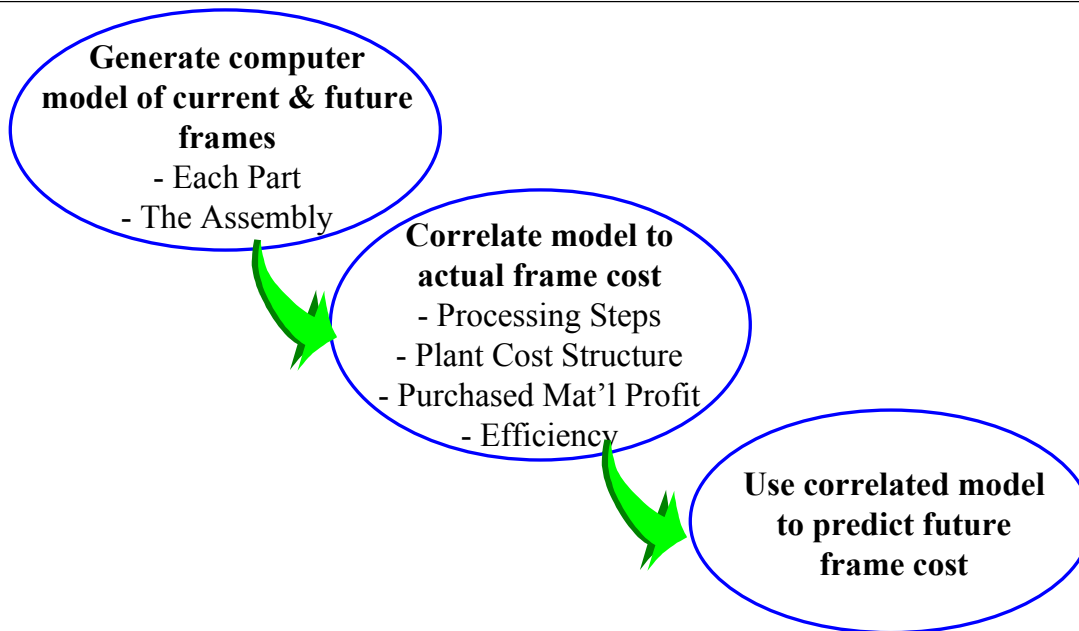 Generate computer
model of current & future
frames
- Each Part
- The Assembly
Correlate model to
actual frame cost
- Processing Steps
- Plant Cost Structure
- Purchased Mat’l Profit
- Efficiency
Use correlated model
to predict future
frame cost